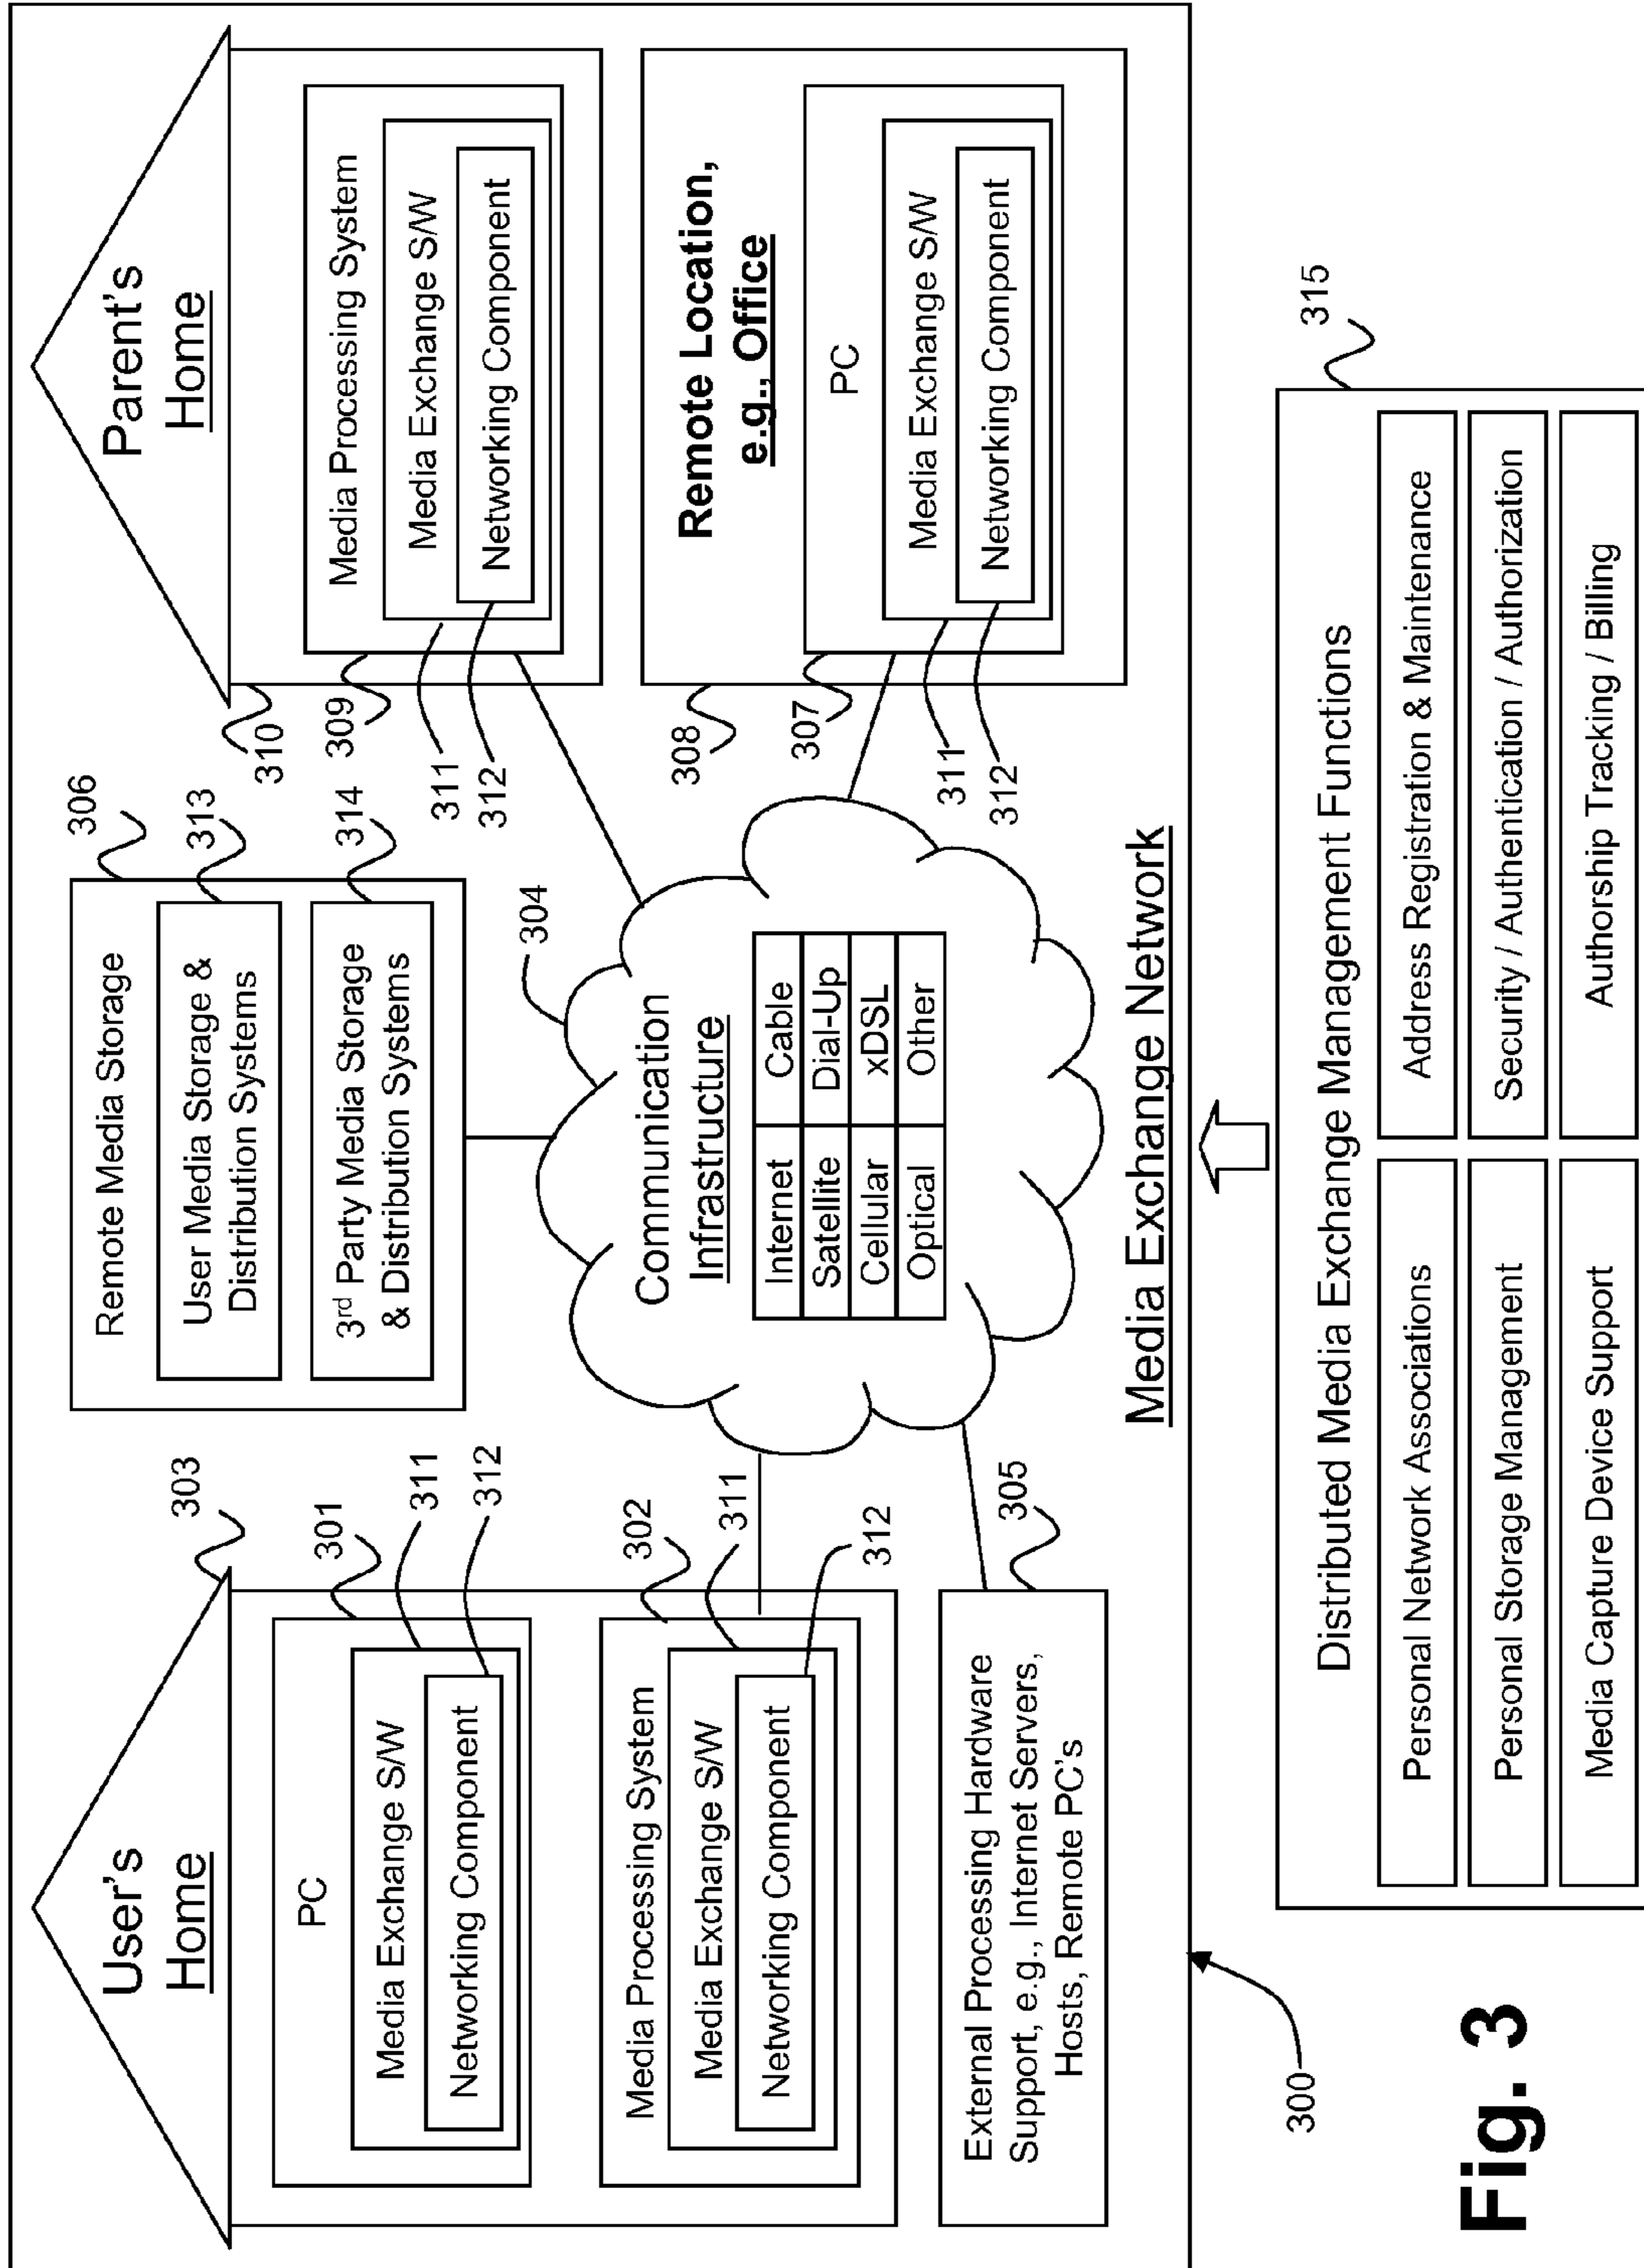 User's
Home
303
PC
301
Media Exchange S/W
311
Networking Component
312
Media Processing System
302
Media Exchange S/W
311
Networking Component
312
External Processing Hardware
Support, e.g., Internet Servers,
Hosts, Remote PC's
305
Remote Media Storage
306
User Media Storage &
Distribution Systems
313
3rd Party Media Storage
& Distribution Systems
314
304
Communication
Infrastructure
Internet
Cable
Satellite
Dial-Up
Cellular
xDSL
Optical
Other
Parent's
Home
310
Media Processing System
309
Media Exchange S/W
311
Networking Component
312
Remote Location,
e.g., Office
308
PC
307
Media Exchange S/W
311
Networking Component
312
Media Exchange Network
300
315
Distributed Media Exchange Management Functions
Personal Network Associations
Address Registration & Maintenance
Personal Storage Management
Security / Authentication / Authorization
Media Capture Device Support
Authorship Tracking / Billing
Fig. 3